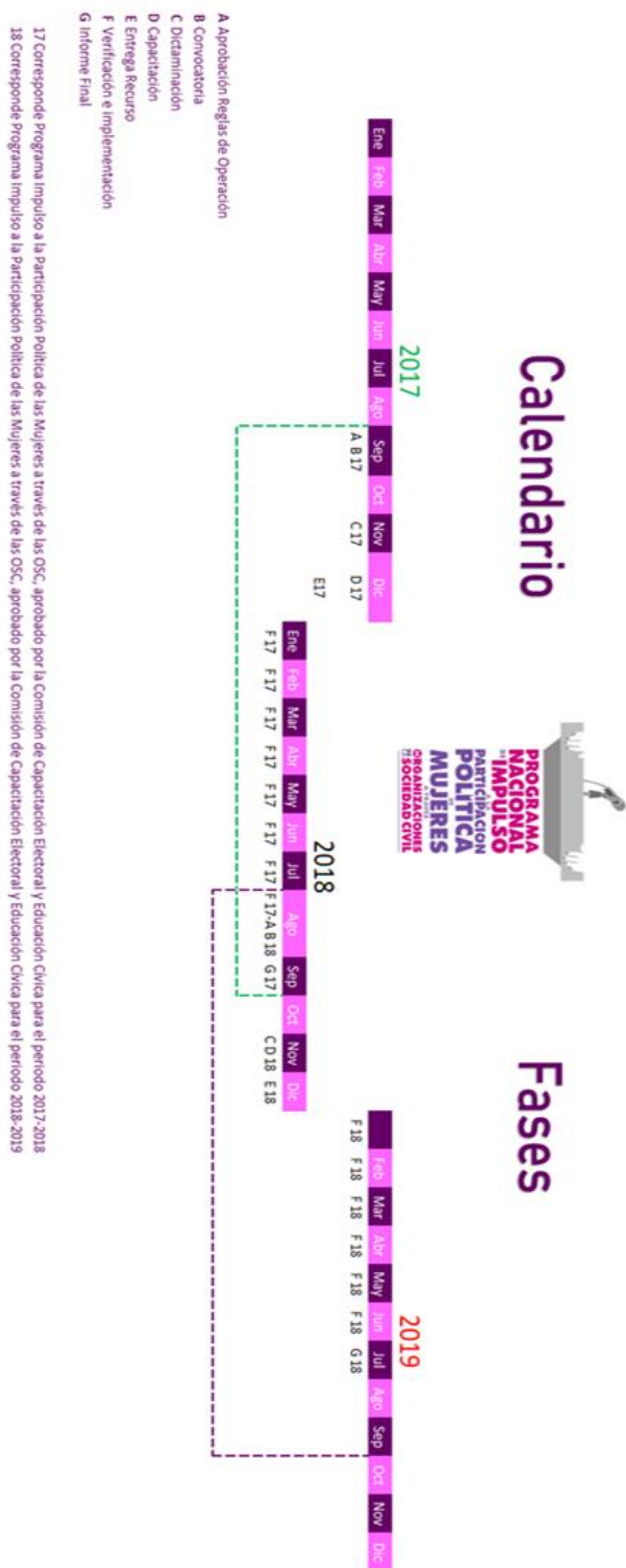 Calendario
Fases
PROGRAMA
NACIONAL
DE IMPULSO
A LA
PARTICIPACION
POLÍTICA
DE
MUJERES
A TRAVÉS
DE
ORGANIZACIONES
DE LA
SOCIEDAD CIVIL
2017
Ene Feb Mar Abr May Jun Jul Ago Sep Oct Nov Dic
A B 17 C 17 D 17
E17
2018
Ene Feb Mar Abr May Jun Jul Ago Sep Oct Nov Dic
F 17 F 17 F 17 F 17 F 17 F 17 F 17 F 17-A B 18 G 17 C D 18 E 18
2019
Feb Mar Abr May Jun Jul Ago Sep Oct Nov Dic
F 18 F 18 F 18 F 18 F 18 F 18 G 18
A Aprobación Reglas de Operación
B Convocatoria
C Dictaminación
D Capacitación
E Entrega Recurso
F Verificación e implementación
G Informe Final
17 Corresponde Programa Impulso a la Participación Política de las Mujeres a través de las OSC, aprobado por la Comisión de Capacitación Electoral y Educación Cívica para el periodo 2017-2018
18 Corresponde Programa Impulso a la Participación Política de las Mujeres a través de las OSC, aprobado por la Comisión de Capacitación Electoral y Educación Cívica para el periodo 2018-2019